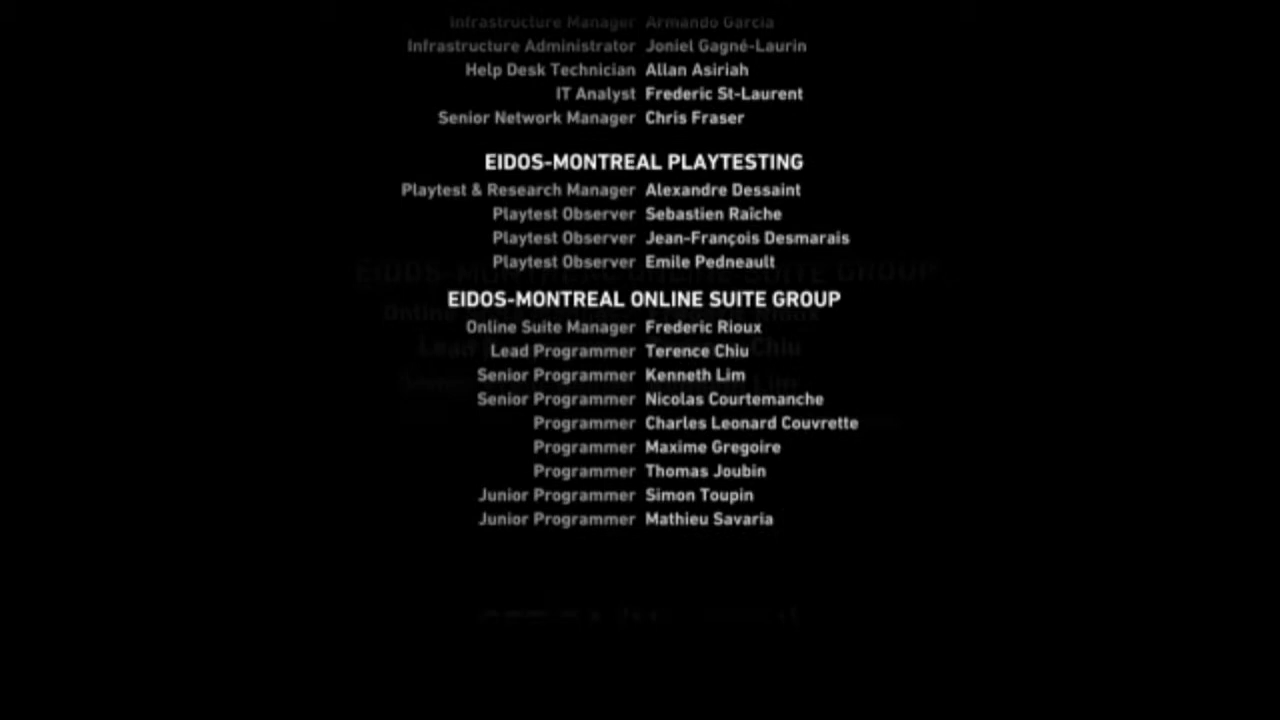 Infrastructure Manager Armando Garcia
Infrastructure Administrator Joniel Gagné-Laurin
Help Desk Technician Allan Asiriah
IT Analyst Frederic St-Laurent
Senior Network Manager Chris Fraser
EIDOS-MONTREAL PLAYTESTING
Playtest & Research Manager Alexandre Dessaint
Playtest Observer Sebastien Raîche
Playtest Observer Jean-François Desmarais
Playtest Observer Emile Pedneault
EIDOS-MONTREAL ONLINE SUITE GROUP
Online Suite Manager Frederic Rioux
Lead Programmer Terence Chiu
Senior Programmer Kenneth Lim
Senior Programmer Nicolas Courtemanche
Programmer Charles Leonard Couvrette
Programmer Maxime Gregoire
Programmer Thomas Joubin
Junior Programmer Simon Toupin
Junior Programmer Mathieu Savaria